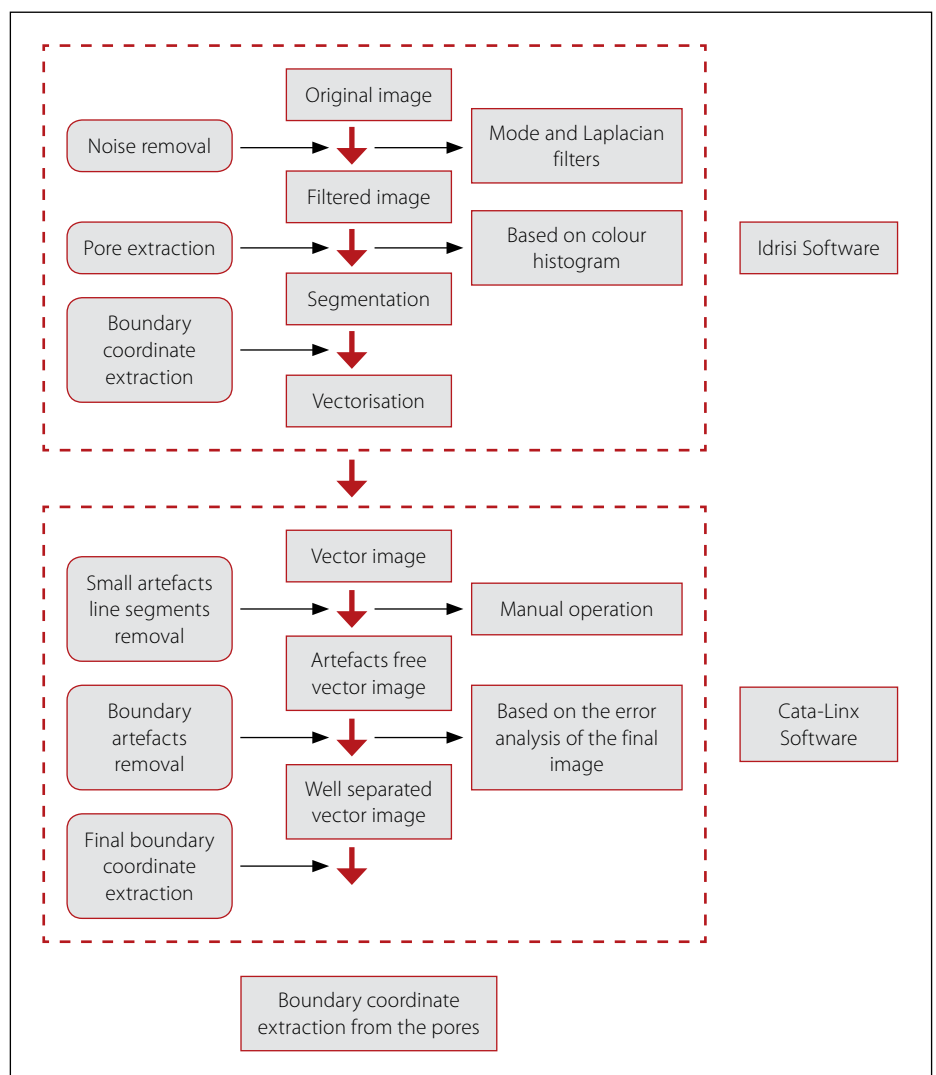 Original image
Noise removal
Mode and Laplacian
filters
Filtered image
Pore extraction
Based on colour
histogram
Idrisi Software
Segmentation
Boundary
coordinate
extraction
Vectorisation
Vector image
Small artefacts
line segments
removal
Manual operation
Artefacts free
vector image
Boundary
artefacts
removal
Based on the error
analysis of the final
image
Cata-Linx
Software
Well separated
vector image
Final boundary
coordinate
extraction
Boundary coordinate
extraction from the pores